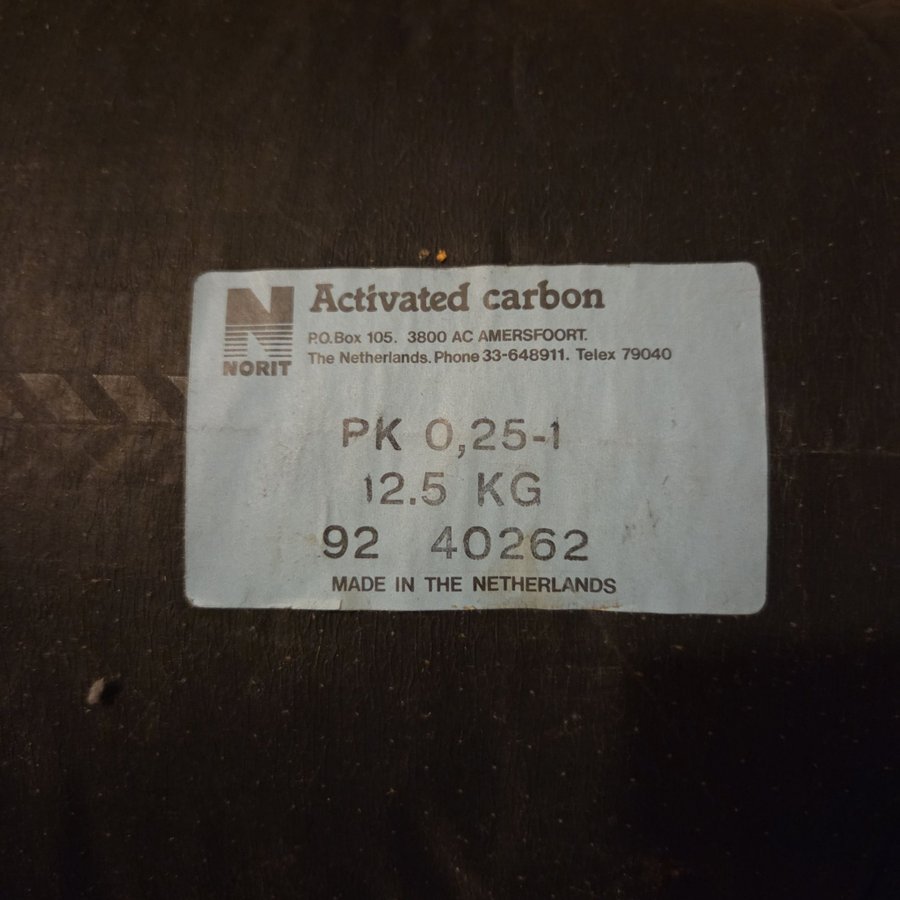 N
NORIT
Activated carbon
P.O.Box 105. 3800 AC AMERSFOORT.
The Netherlands. Phone 33-648911. Telex 79040
PK 0,25-1
12.5 KG
92 40262
MADE IN THE NETHERLANDS